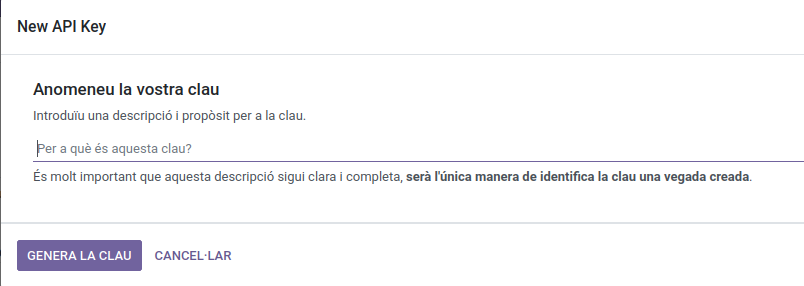 New API Key
Anomeneu la vostra clau
Introduïu una descripció i propòsit per a la clau.
Per a què és aquesta clau?
És molt important que aquesta descripció sigui clara i completa, serà l'única manera de identifica la clau una vegada creada.
GENERA LA CLAU CANCEL·LAR